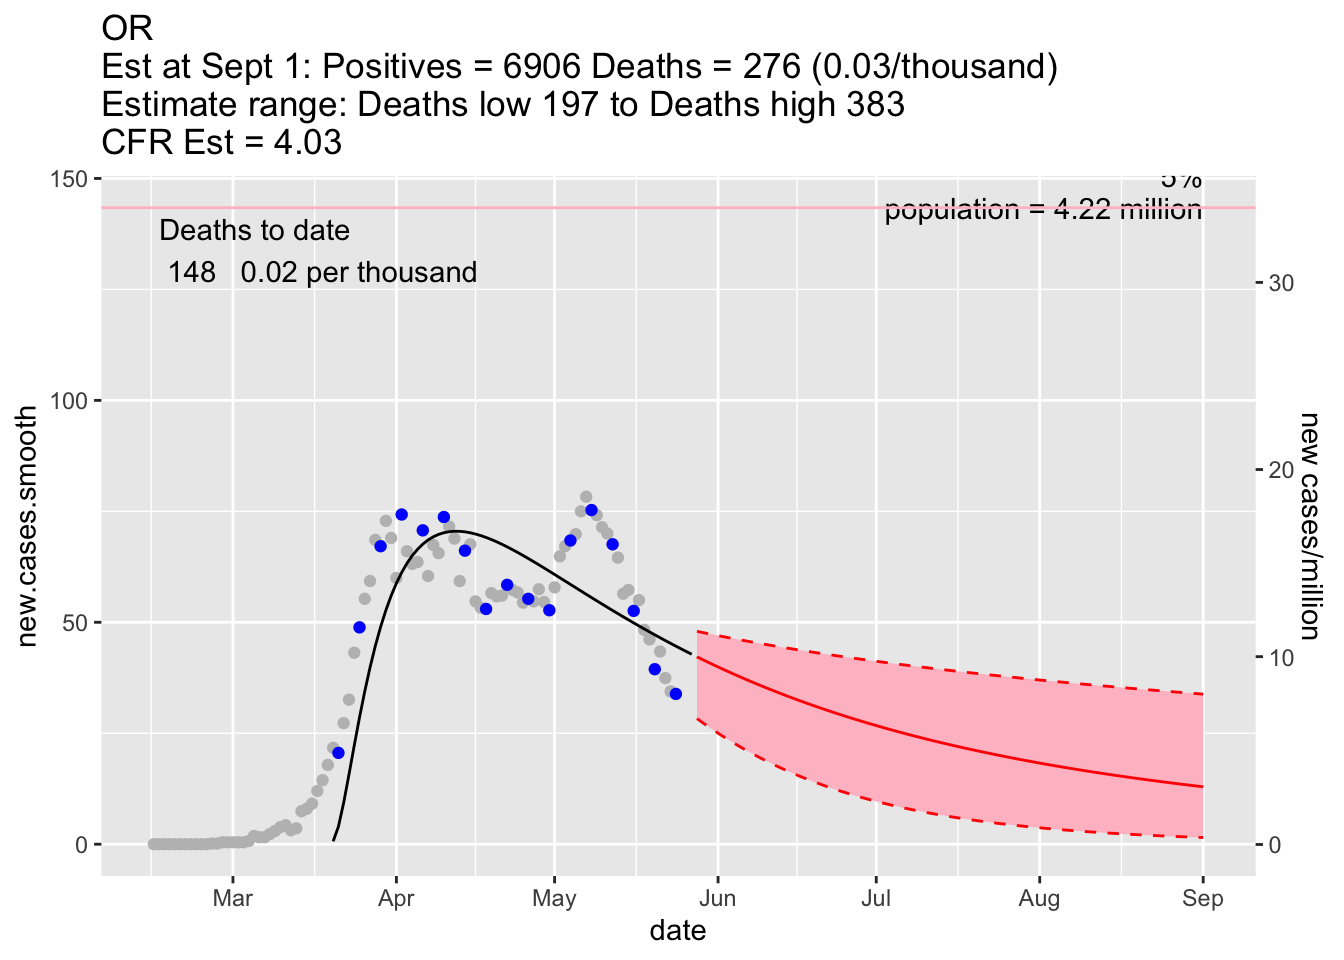 OR
Est at Sept 1: Positives = 6906 Deaths = 276 (0.03/thousand)
Estimate range: Deaths low 197 to Deaths high 383
CFR Est = 4.03
5%
population = 4.22 million
Deaths to date
148 0.02 per thousand
150
100
50
0
new.cases.smooth
30
20
10
0
new cases/million
Mar Apr May Jun Jul Aug Sep
date